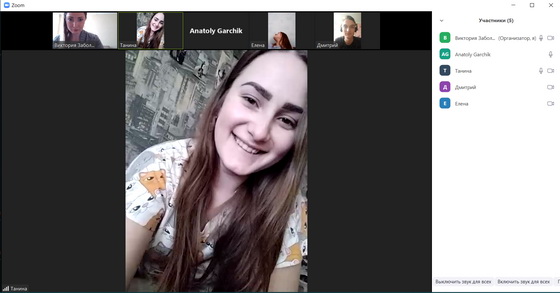 Zoom
Виктория Забол...
Танина
Anatoly Garchik
Елена
Дмитрий
Танина
Участники (5)
В Виктория Забол... (Организатор, я)
AG Anatoly Garchik
Т Танина
Д Дмитрий
Е Елена
Выключить звук для всех
Включить звук для всех